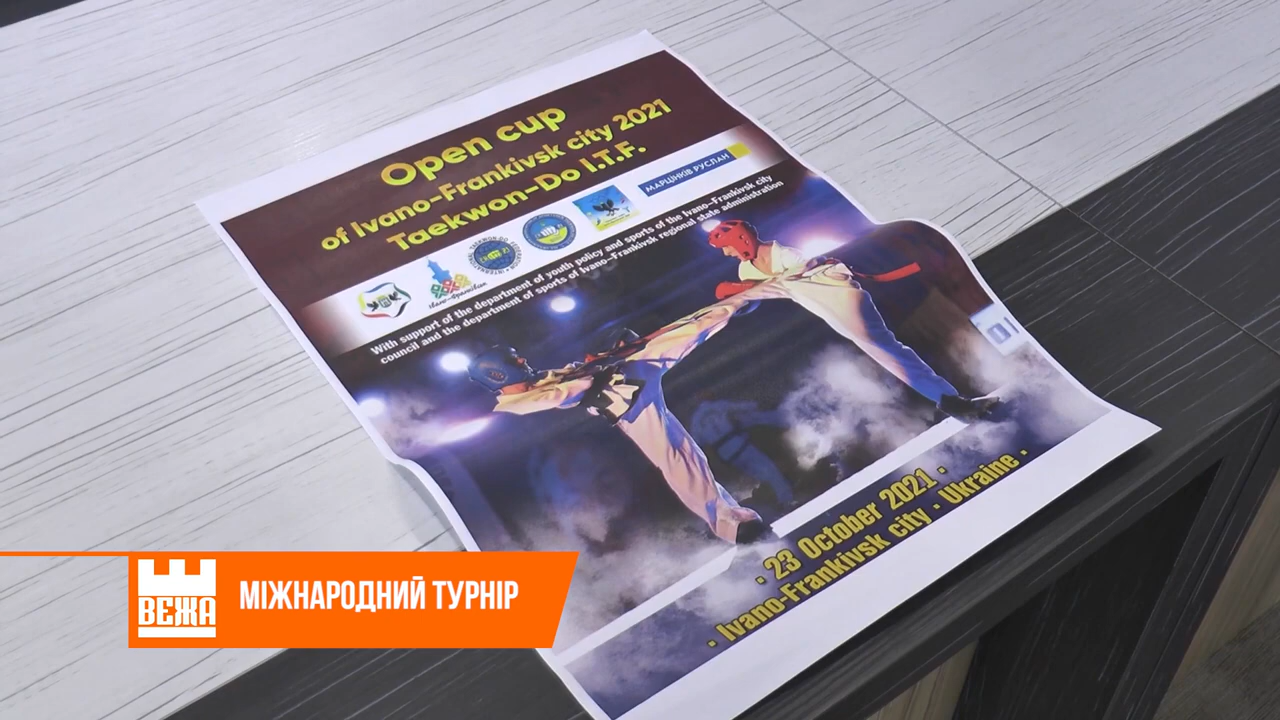 Open cup
of Ivano-Frankivsk city 2021
Taekwon-Do I.T.F.
МАРЦІНКІВ РУСЛАН
With support of the department of youth policy and sports of the Ivano-Frankivsk city
council and the department of sports of Ivano-Frankivsk regional state administration
· 23 October 2021 ·
· Ivano-Frankivsk city · Ukraine ·
ВЕЖА
МІЖНАРОДНИЙ ТУРНІР